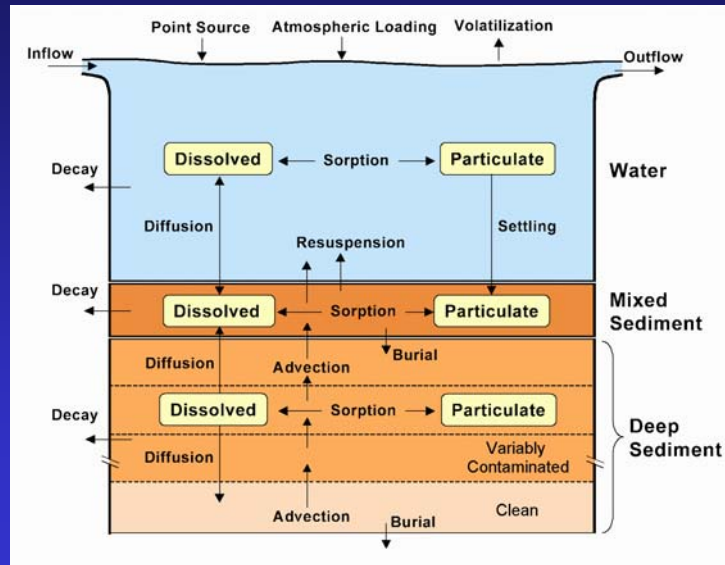 Point Source
Atmospheric Loading
Volatilization
Inflow
Outflow
Dissolved
Sorption
Particulate
Decay
Water
Diffusion
Settling
Resuspension
Decay
Dissolved
Sorption
Particulate
Mixed
Sediment
Diffusion
Advection
Burial
Dissolved
Sorption
Particulate
Decay
Deep
Sediment
Diffusion
Variably
Contaminated
Advection
Burial
Clean